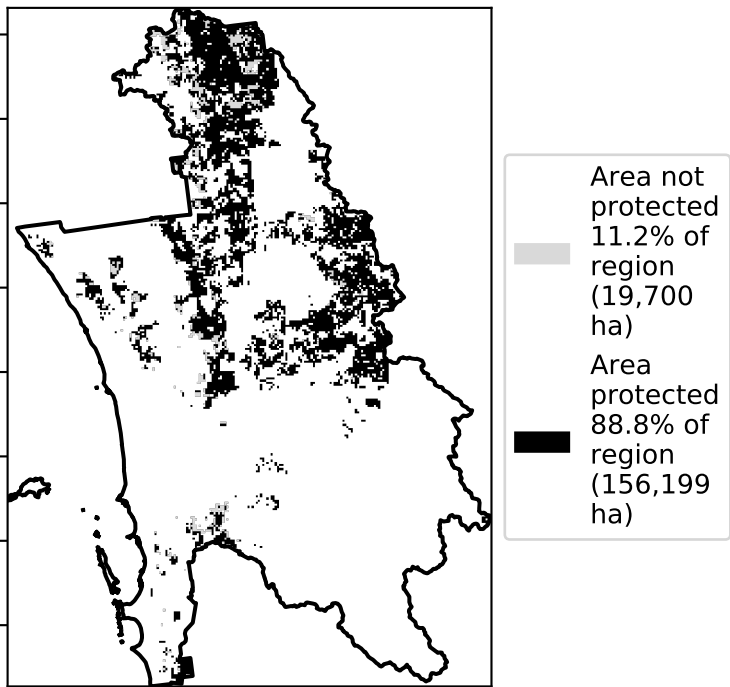 Area not
protected
11.2% of
region
(19,700
ha)
Area
protected
88.8% of
region
(156,199
ha)